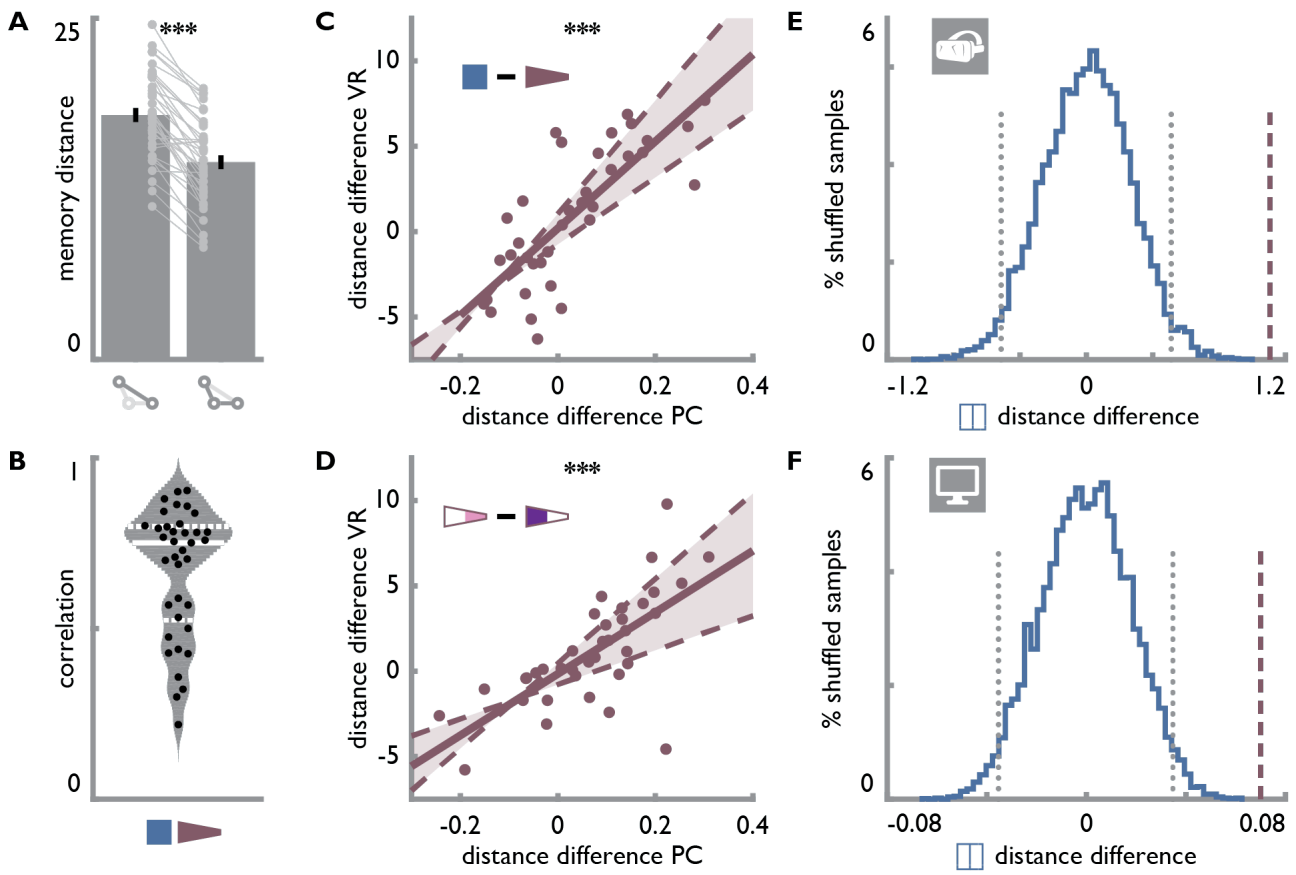 A
25
***
memory distance
0
B
1
correlation
0
C
***
10
5
0
-5
distance difference VR
-0.2
0
0.2
0.4
distance difference PC
D
***
10
5
0
-5
distance difference VR
-0.2
0
0.2
0.4
distance difference PC
E
6
% shuffled samples
0
-1.2
0
1.2
distance difference
F
6
% shuffled samples
0
-0.08
0
0.08
distance difference